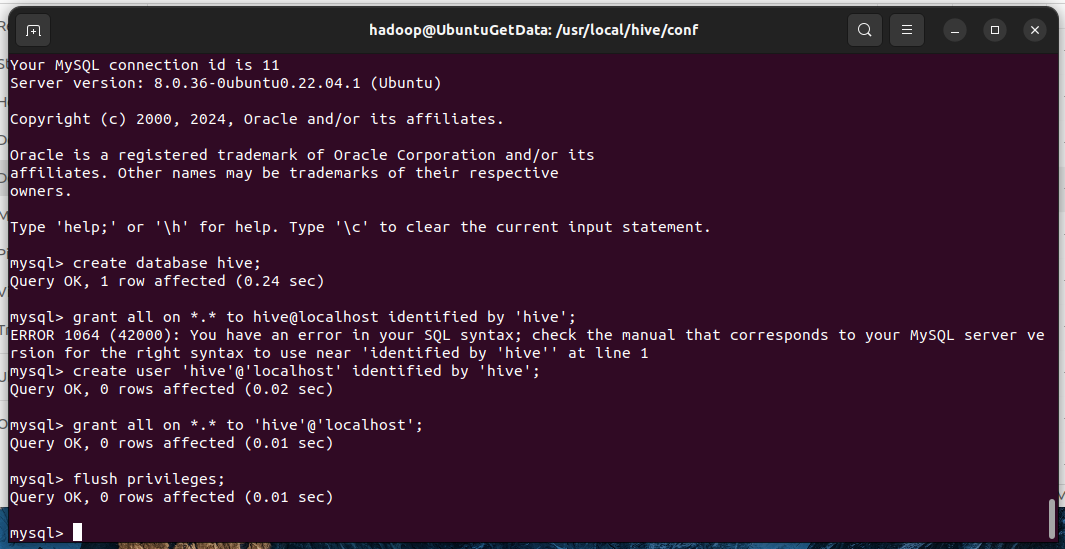 hadoop@UbuntuGetData: /usr/local/hive/conf
Your MySQL connection id is 11
Server version: 8.0.36-0ubuntu0.22.04.1 (Ubuntu)
Copyright (c) 2000, 2024, Oracle and/or its affiliates.
Oracle is a registered trademark of Oracle Corporation and/or its
affiliates. Other names may be trademarks of their respective
owners.
Type 'help;' or '\h' for help. Type '\c' to clear the current input statement.
mysql> create database hive;
Query OK, 1 row affected (0.24 sec)
mysql> grant all on *.* to hive@localhost identified by 'hive';
ERROR 1064 (42000): You have an error in your SQL syntax; check the manual that corresponds to your MySQL server ve
rsion for the right syntax to use near 'identified by 'hive'' at line 1
mysql> create user 'hive'@'localhost' identified by 'hive';
Query OK, 0 rows affected (0.02 sec)
mysql> grant all on *.* to 'hive'@'localhost';
Query OK, 0 rows affected (0.01 sec)
mysql> flush privileges;
Query OK, 0 rows affected (0.01 sec)
mysql>